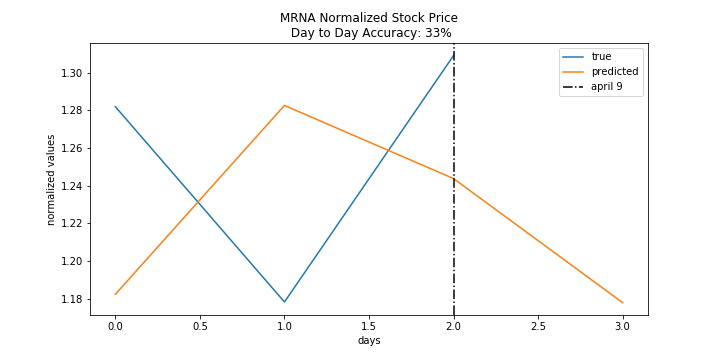 MRNA Normalized Stock Price
Day to Day Accuracy: 33%
true
predicted
april 9
normalized values
1.30
1.28
1.26
1.24
1.22
1.20
1.18
0.0 0.5 1.0 1.5 2.0 2.5 3.0
days